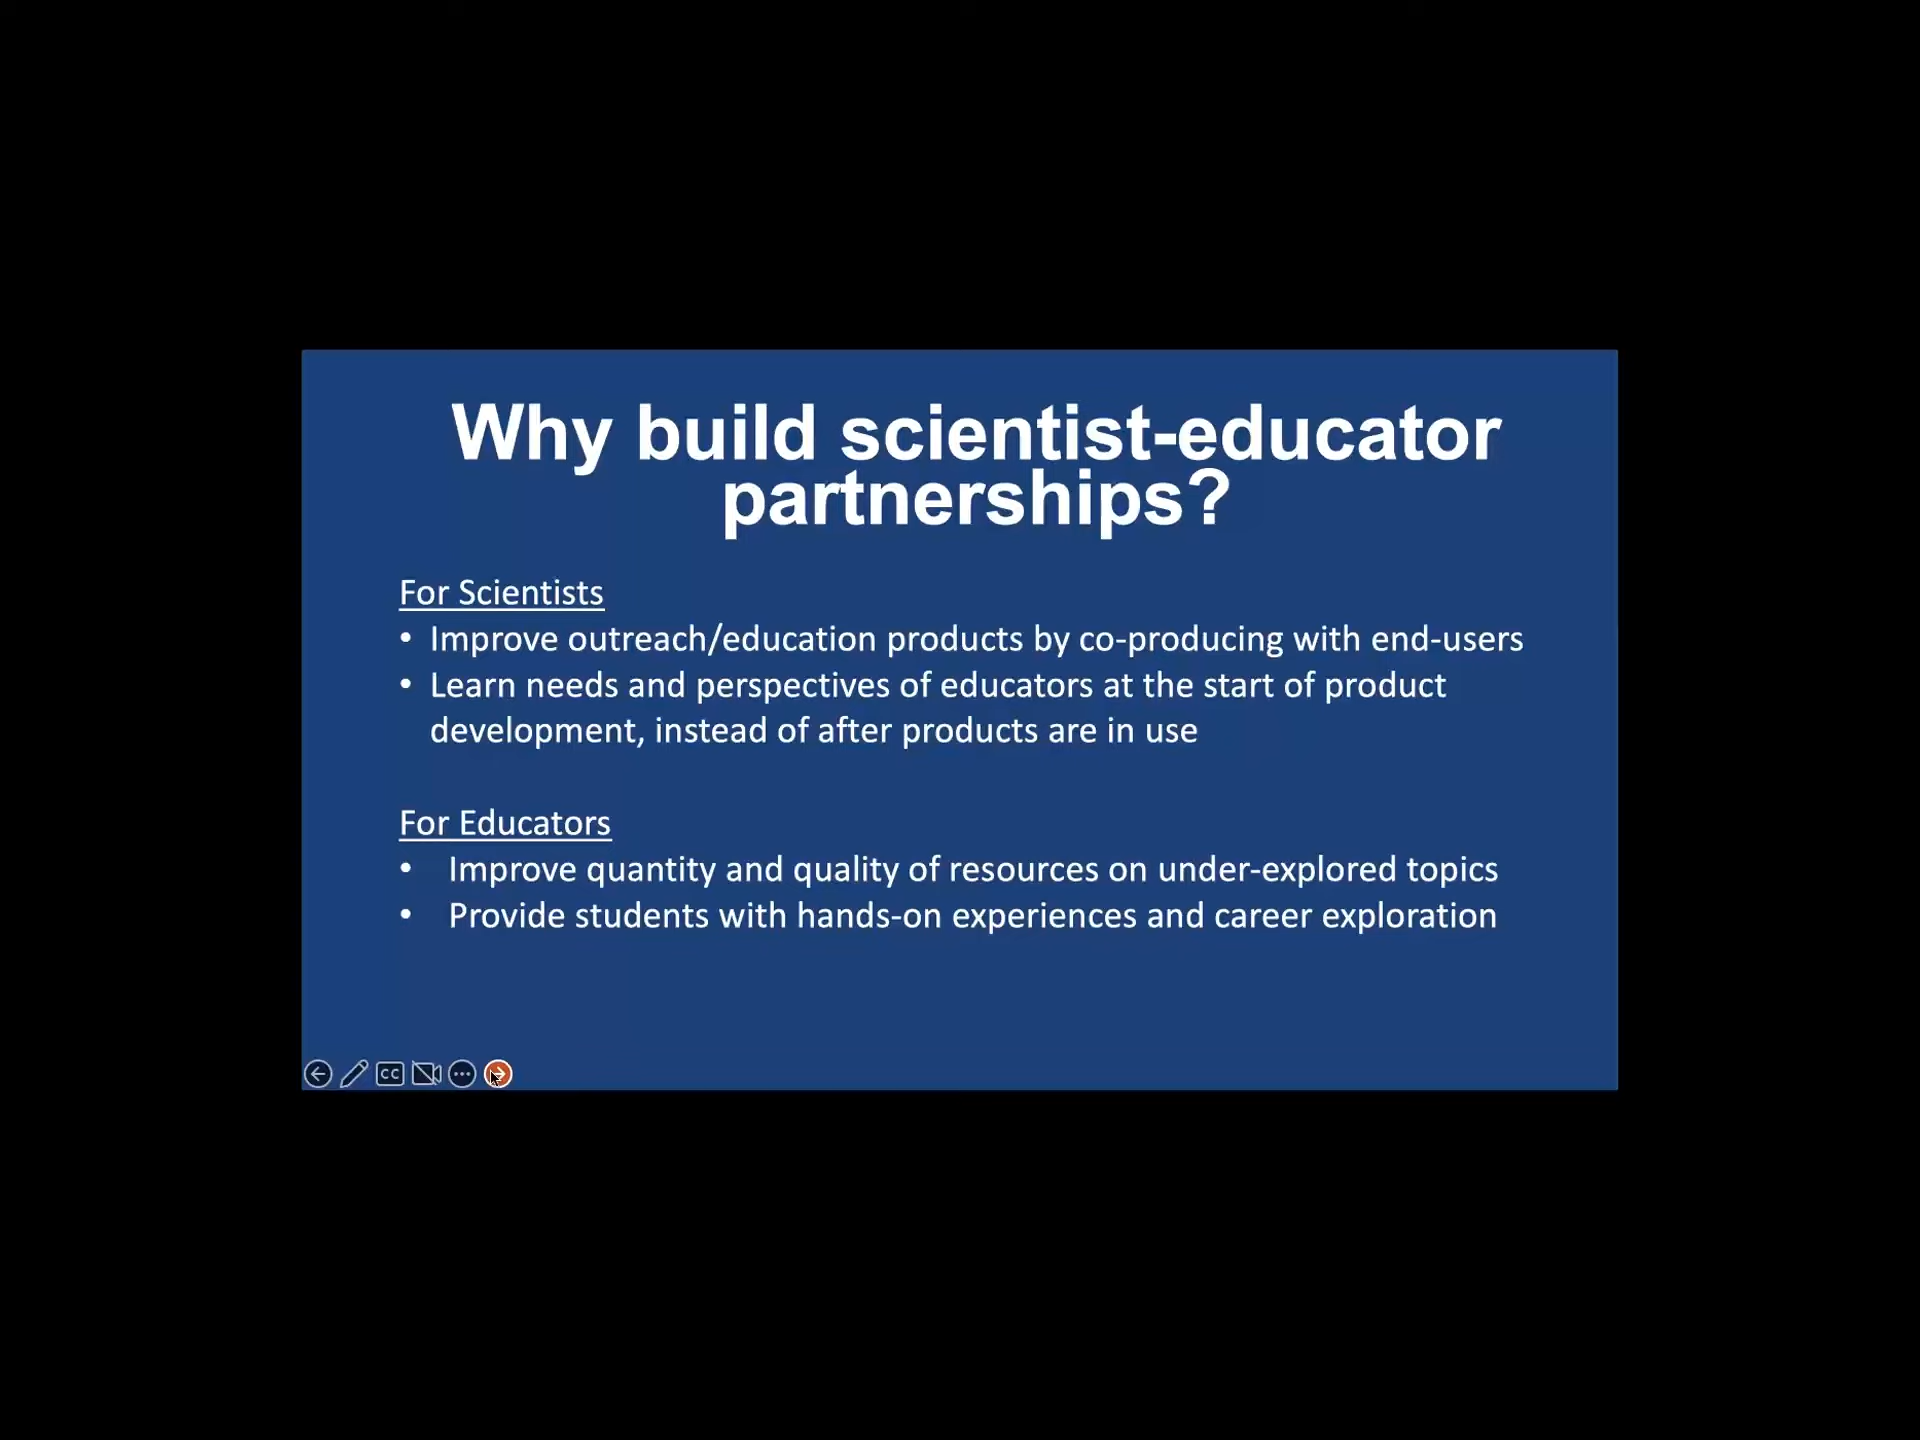 Why build scientist-educator
partnerships?
For Scientists
• Improve outreach/education products by co-producing with end-users
• Learn needs and perspectives of educators at the start of product
development, instead of after products are in use
For Educators
• Improve quantity and quality of resources on under-explored topics
• Provide students with hands-on experiences and career exploration
CC